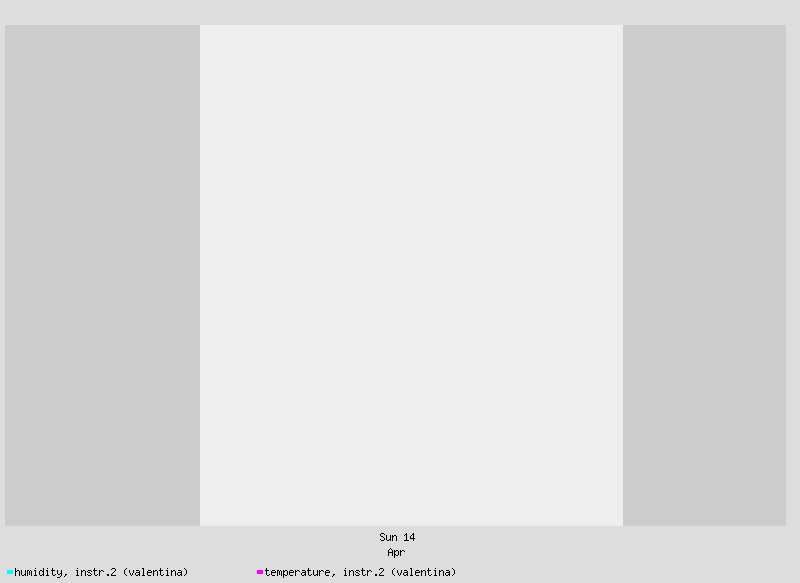 Sun 14
Apr
humidity, instr.2 (valentina) temperature, instr.2 (valentina)